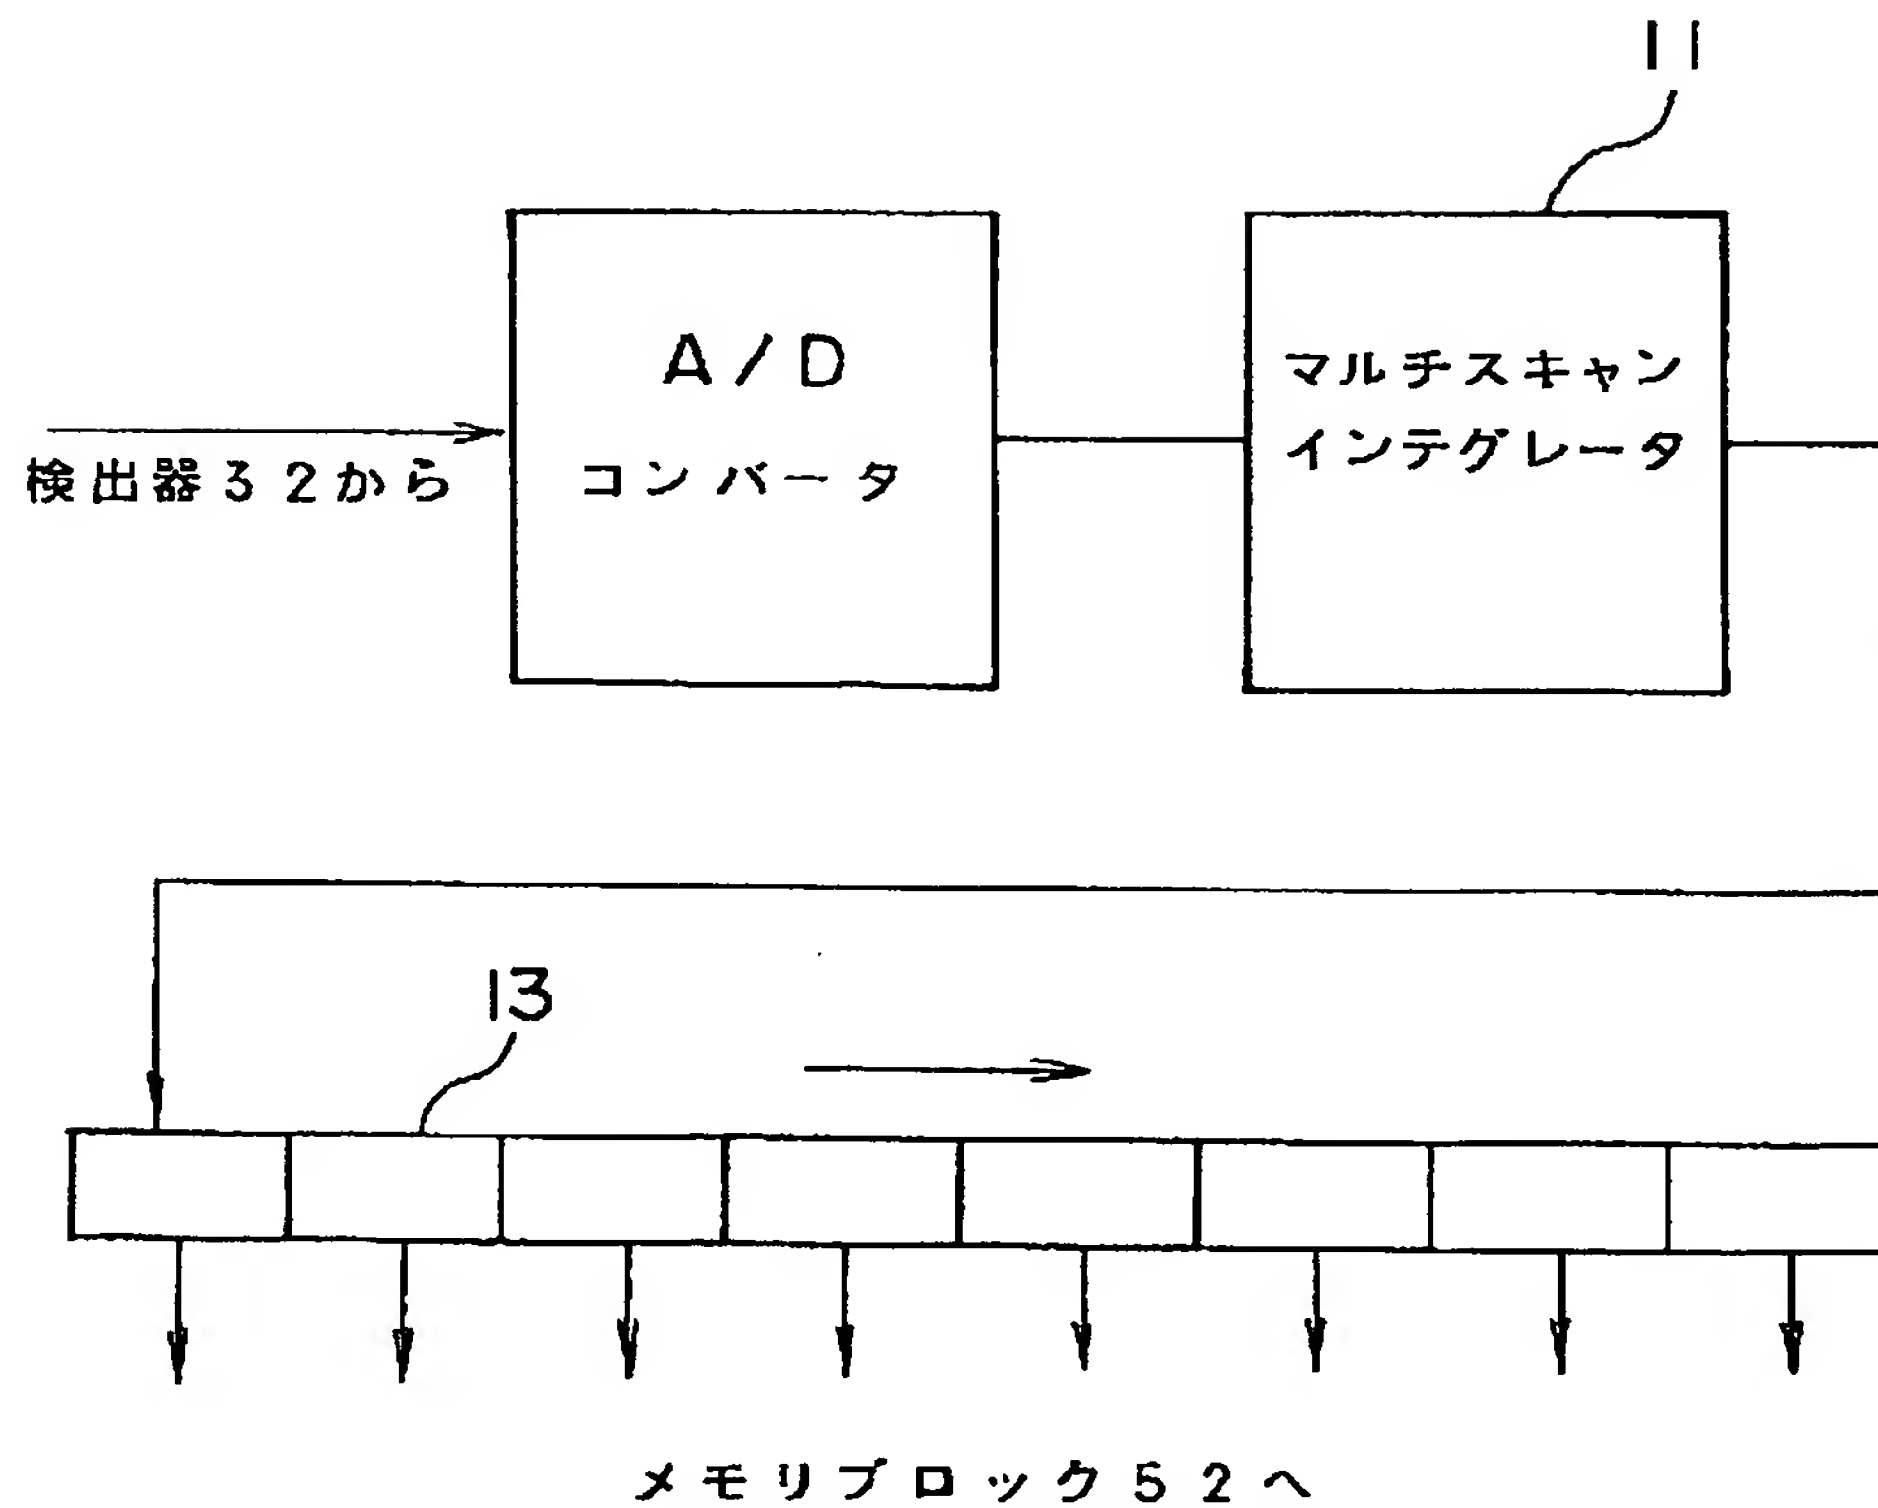 11
A/D
コンバータ
マルチスキャン
インテグレータ
検出器32から
13
メモリブロック52へ